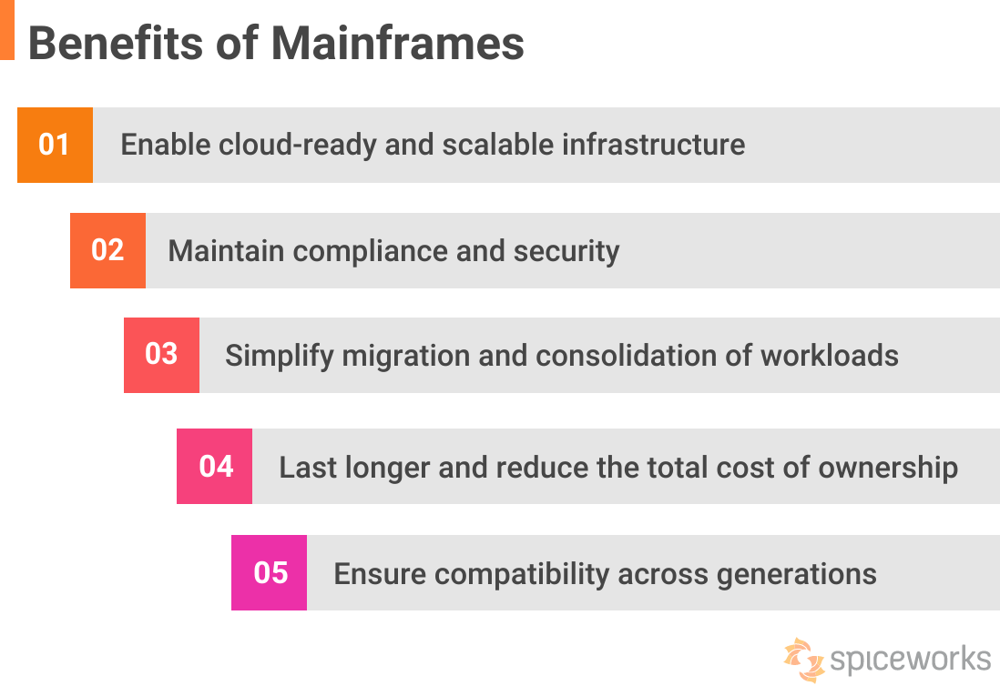 Benefits of Mainframes
01
Enable cloud-ready and scalable infrastructure
02
Maintain compliance and security
03
Simplify migration and consolidation of workloads
04
Last longer and reduce the total cost of ownership
05
Ensure compatibility across generations
spiceworks